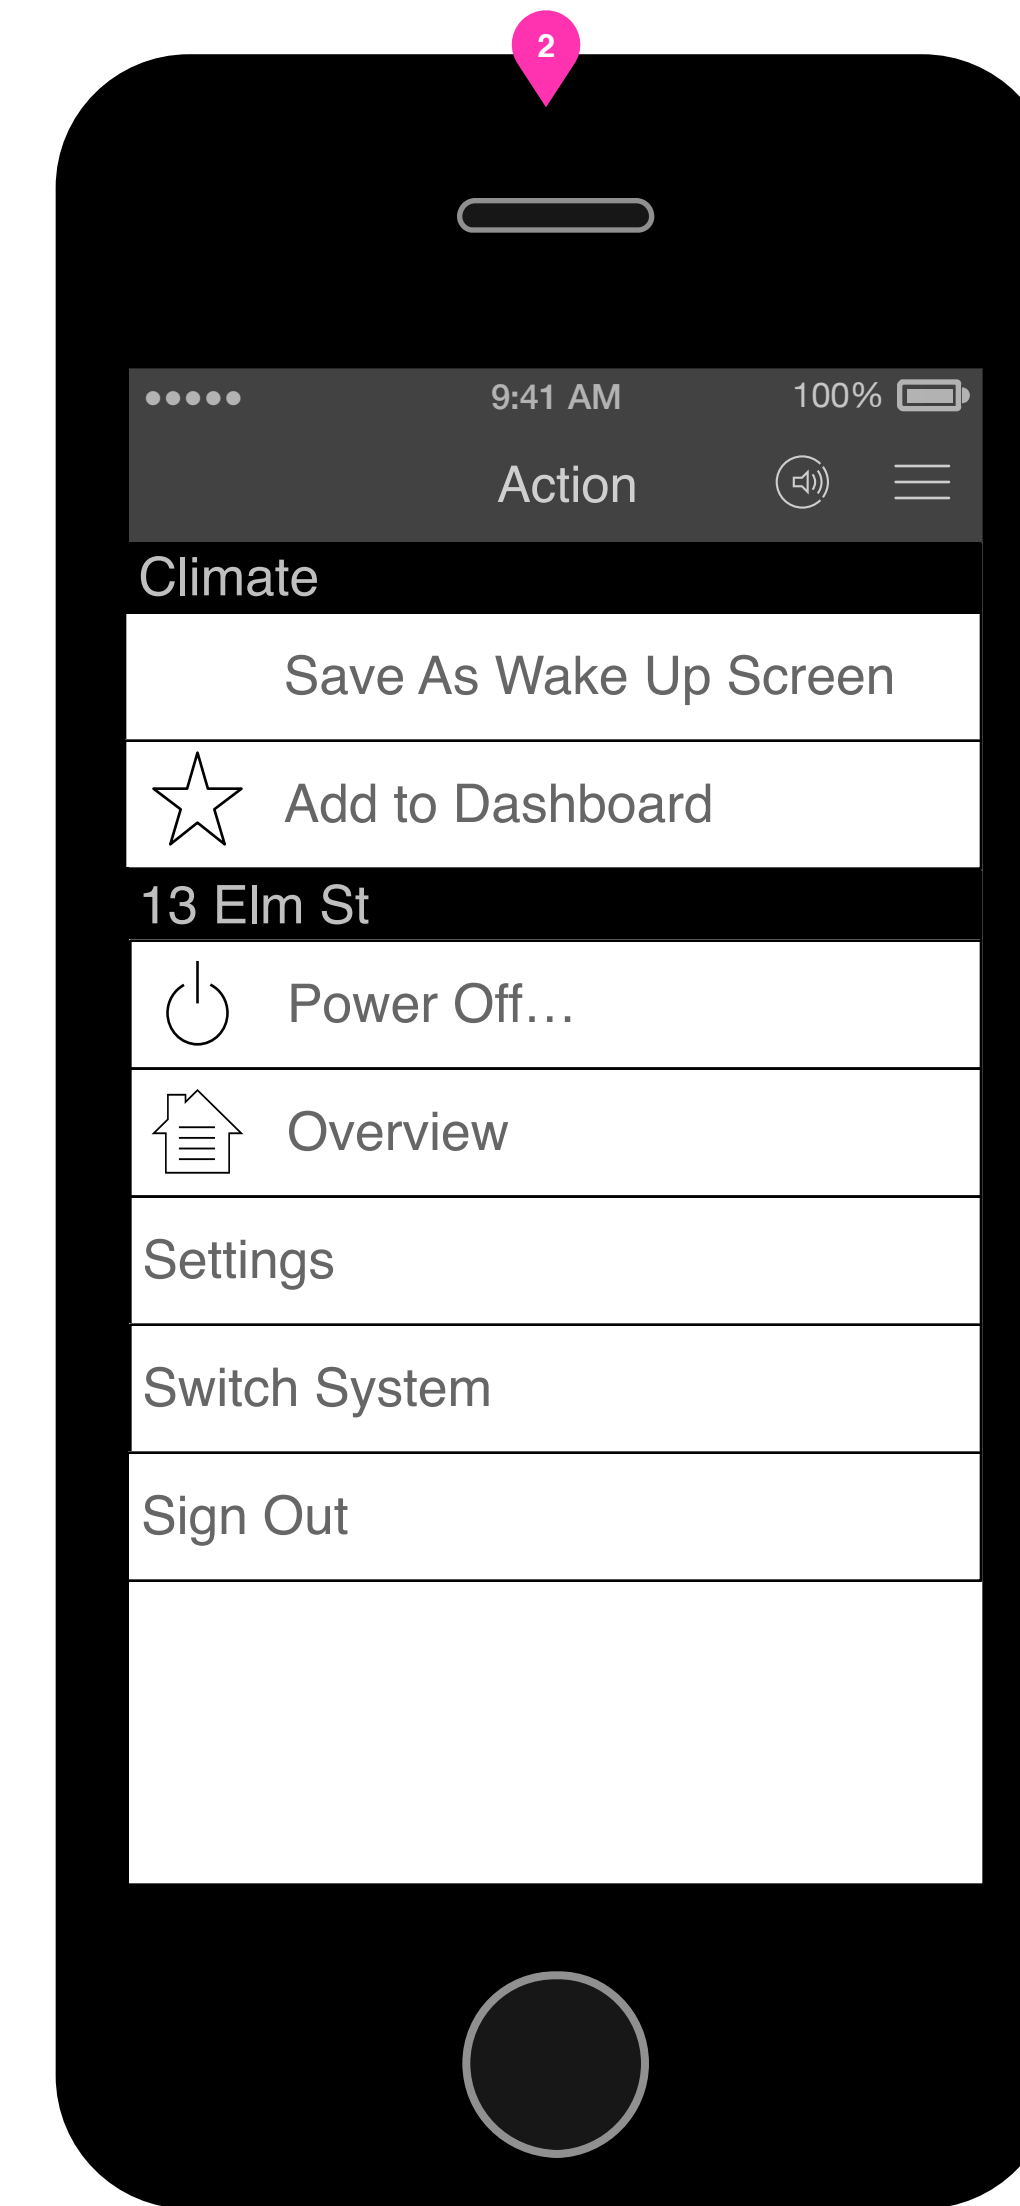 2
9:41 AM 100%
Action
Climate
Save As Wake Up Screen
Add to Dashboard
13 Elm St
Power Off...
Overview
Settings
Switch System
Sign Out